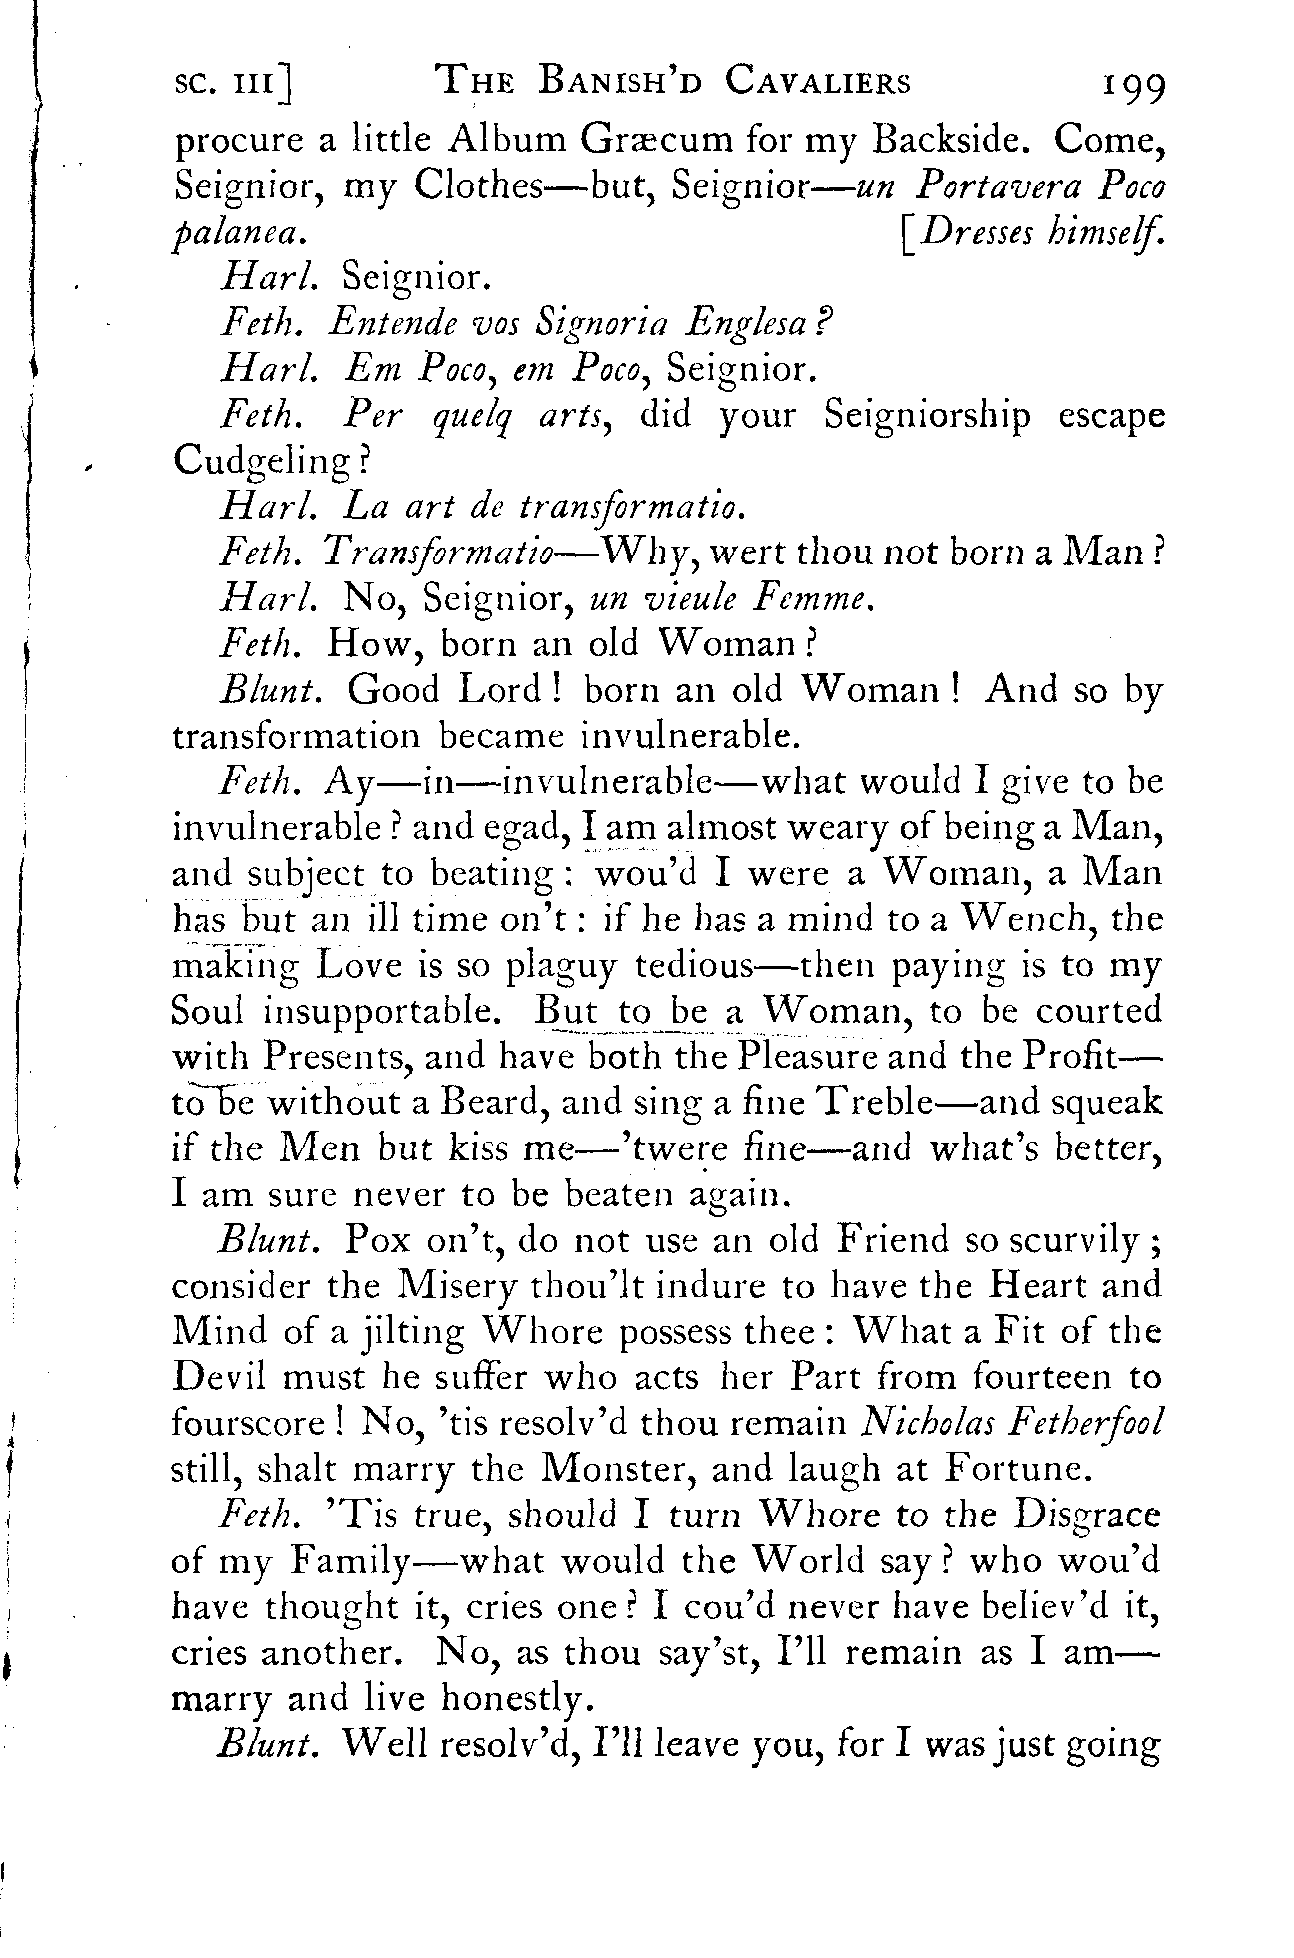 SC. III] THE BANISH'D CAVALIERS 199
procure a little Album Græcum for my Backside. Come,
Seignior, my Clothes—but, Seignior—un Portavera Poco
palanea. [Dresses himself.
Harl. Seignior.
Feth. Entende vos Signoria Englesa?
Harl. Em Poco, em Poco, Seignior.
Feth. Per quelq arts, did your Seigniorship escape
Cudgeling?
Harl. La art de transformatio.
Feth. Transformatio—Why, wert thou not born a Man?
Harl. No, Seignior, un vieule Femme.
Feth. How, born an old Woman?
Blunt. Good Lord! born an old Woman! And so by
transformation became invulnerable.
Feth. Ay—in—invulnerable—what would I give to be
invulnerable? and egad, I am almost weary of being a Man,
and subject to beating: wou'd I were a Woman, a Man
has but an ill time on't: if he has a mind to a Wench, the
making Love is so plaguy tedious—then paying is to my
Soul insupportable. But to be a Woman, to be courted
with Presents, and have both the Pleasure and the Profit—
to be without a Beard, and sing a fine Treble—and squeak
if the Men but kiss me—'twere fine—and what's better,
I am sure never to be beaten again.
Blunt. Pox on't, do not use an old Friend so scurvily;
consider the Misery thou'lt indure to have the Heart and
Mind of a jilting Whore possess thee: What a Fit of the
Devil must he suffer who acts her Part from fourteen to
fourscore! No, 'tis resolv'd thou remain Nicholas Fetherfool
still, shalt marry the Monster, and laugh at Fortune.
Feth. 'Tis true, should I turn Whore to the Disgrace
of my Family—what would the World say? who wou'd
have thought it, cries one? I cou'd never have believ'd it,
cries another. No, as thou say'st, I'll remain as I am—
marry and live honestly.
Blunt. Well resolv'd, I'll leave you, for I was just going